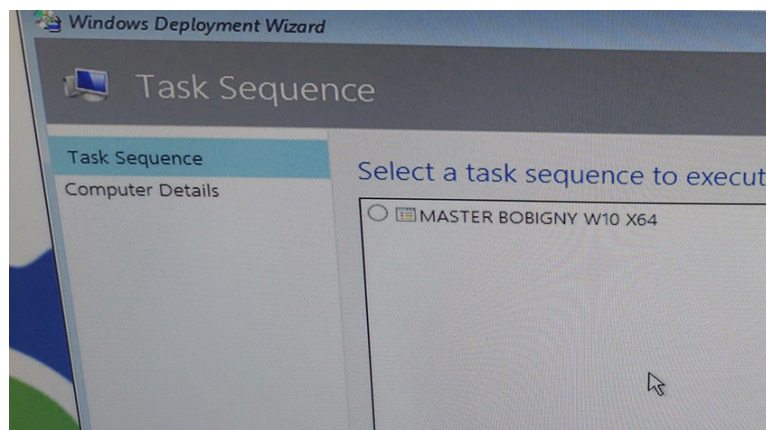 Windows Deployment Wizard
Task Sequence
Task Sequence
Computer Details
Select a task sequence to execut
MASTER BOBIGNY W10 X64